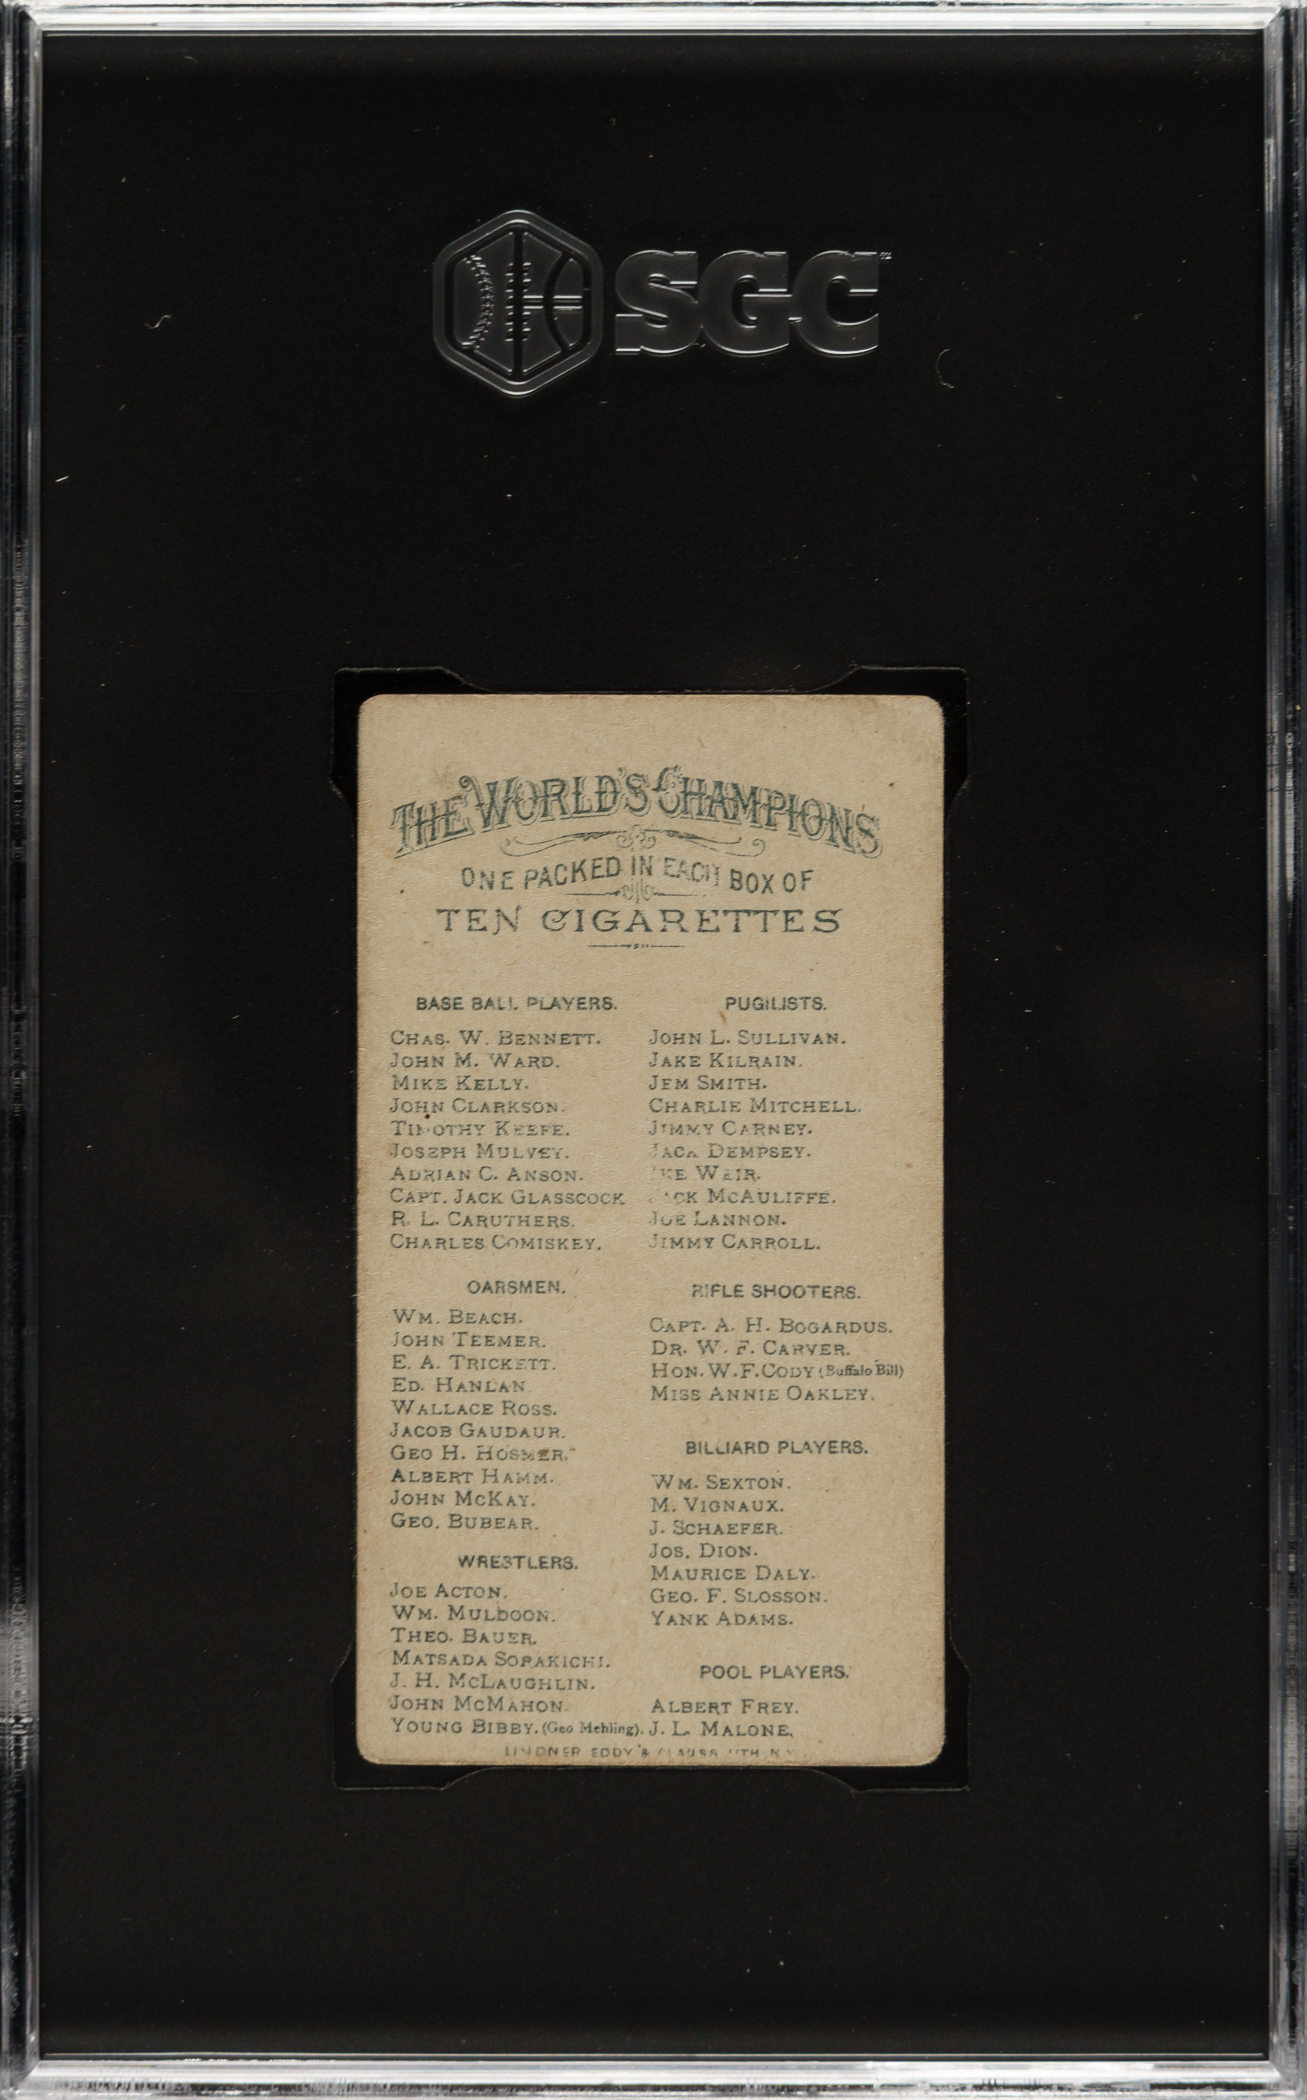 SGC
THE WORLD'S CHAMPIONS
ONE PACKED IN EACH BOX OF
TEN CIGARETTES
BASE BALL PLAYERS.
CHAS. W. BENNETT.
JOHN M. WARD.
MIKE KELLY.
JOHN CLARKSON.
TIMOTHY KEEFE.
JOSEPH MULVEY.
ADRIAN C. ANSON.
CAPT. JACK GLASSCOCK
R. L. CARUTHERS.
CHARLES COMISKEY.
OARSMEN.
WM. BEACH.
JOHN TEEMER.
E. A. TRICKETT.
ED. HANLAN
WALLACE ROSS.
JACOB GAUDAUR.
GEO H. HOSMER.
ALBERT HAMM.
JOHN MCKAY.
GEO. BUBEAR.
WRESTLERS.
JOE ACTON.
WM. MULDOON.
THEO. BAUER.
MATSADA SORAKICHI.
J. H. MCLAUGHLIN.
JOHN MCMAHON.
YOUNG BIBBY. (Geo Mehling).
PUGILISTS.
JOHN L. SULLIVAN.
JAKE KILRAIN.
JEM SMITH.
CHARLIE MITCHELL.
JIMMY CARNEY.
JACK DEMPSEY.
IKE WEIR.
JACK MCAULIFFE.
JOE LANNON.
JIMMY CARROLL.
RIFLE SHOOTERS.
CAPT. A. H. BOGARDUS.
DR. W. F. CARVER.
HON. W. F. CODY (Buffalo Bill)
MISS ANNIE OAKLEY.
BILLIARD PLAYERS.
WM. SEXTON.
M. VIGNAUX.
J. SCHAEFER.
JOS. DION.
MAURICE DALY.
GEO. F. SLOSSON.
YANK ADAMS.
POOL PLAYERS.
ALBERT FREY.
J. L. MALONE.
LINDNER EDDY & CLAUSS LITH. N.Y.